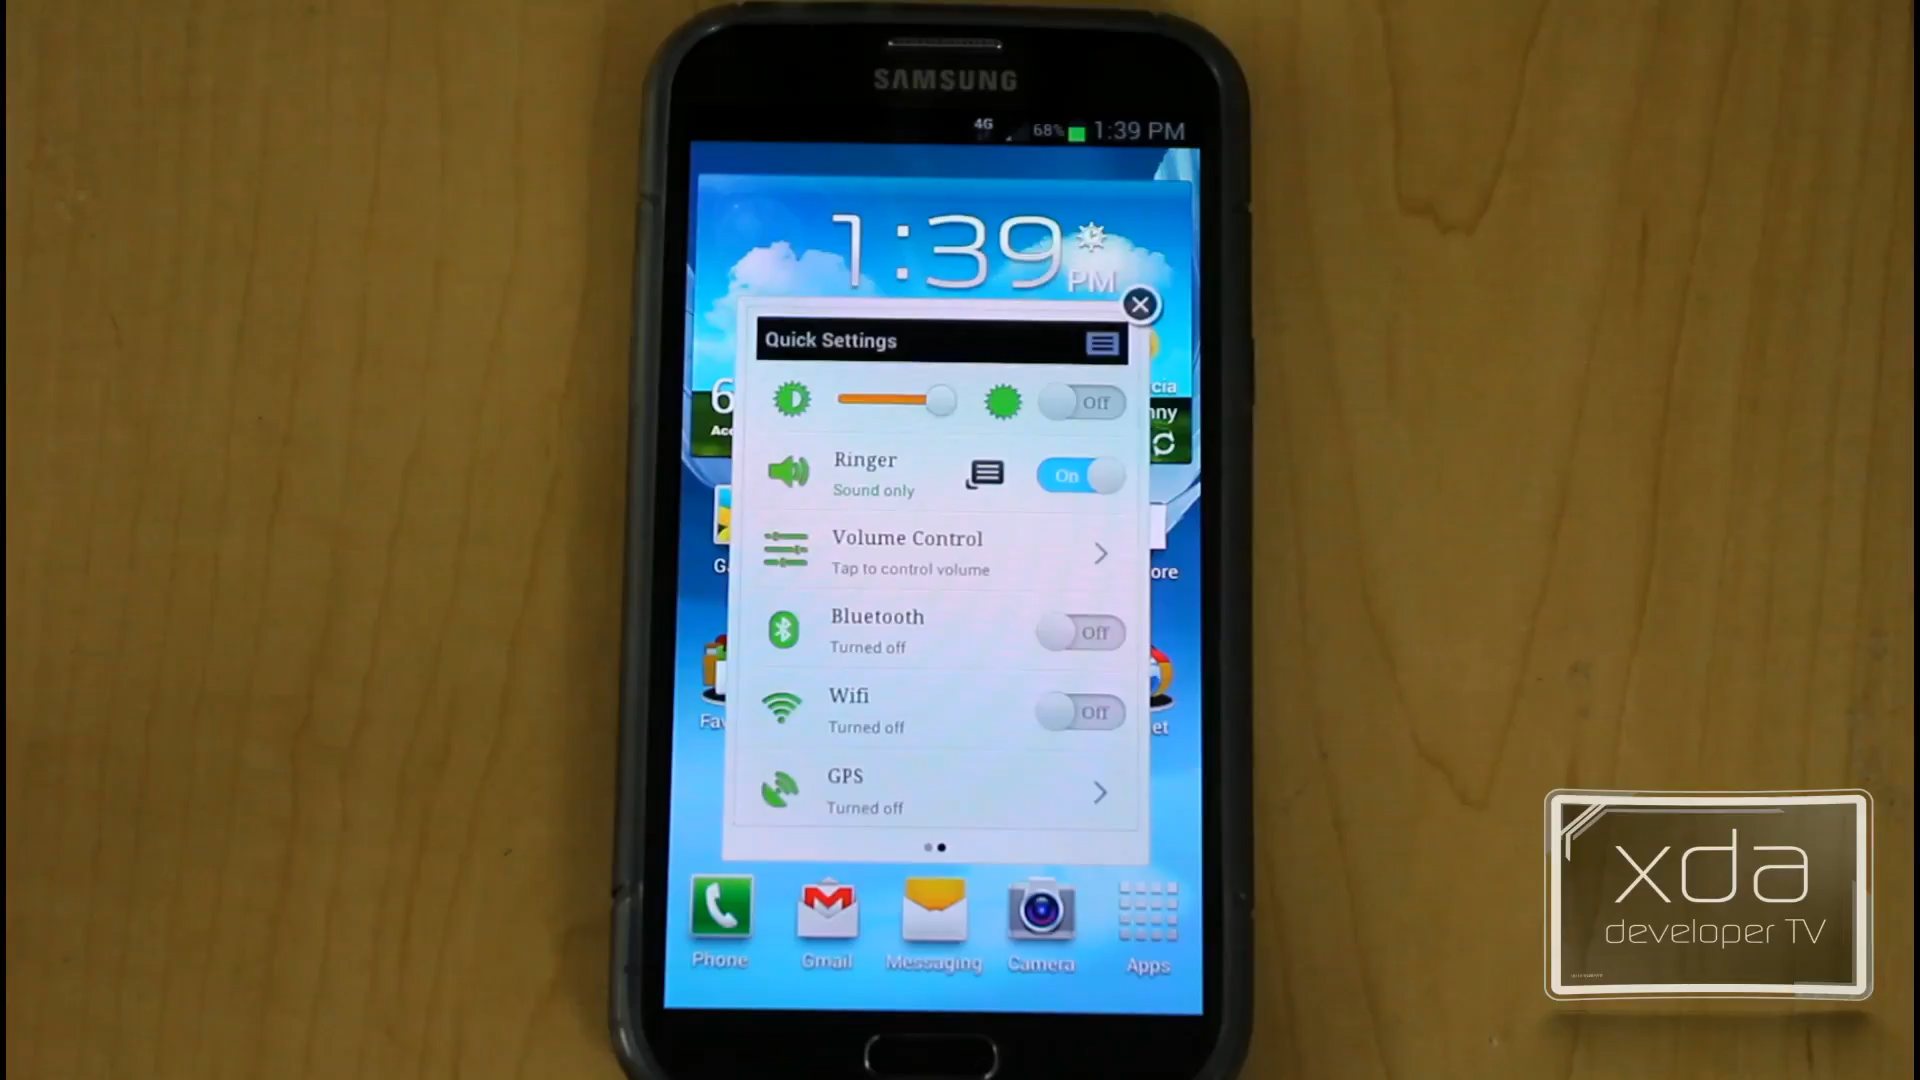 SAMSUNG
4G 68% 1:39 PM
1:39
PM
Quick Settings
Off
Ringer
Sound only
On
Volume Control
Tap to control volume
Bluetooth
Turned off
Off
Wifi
Turned off
Off
GPS
Turned off
Phone
Gmail
Messaging
Camera
Apps
xda
developer TV